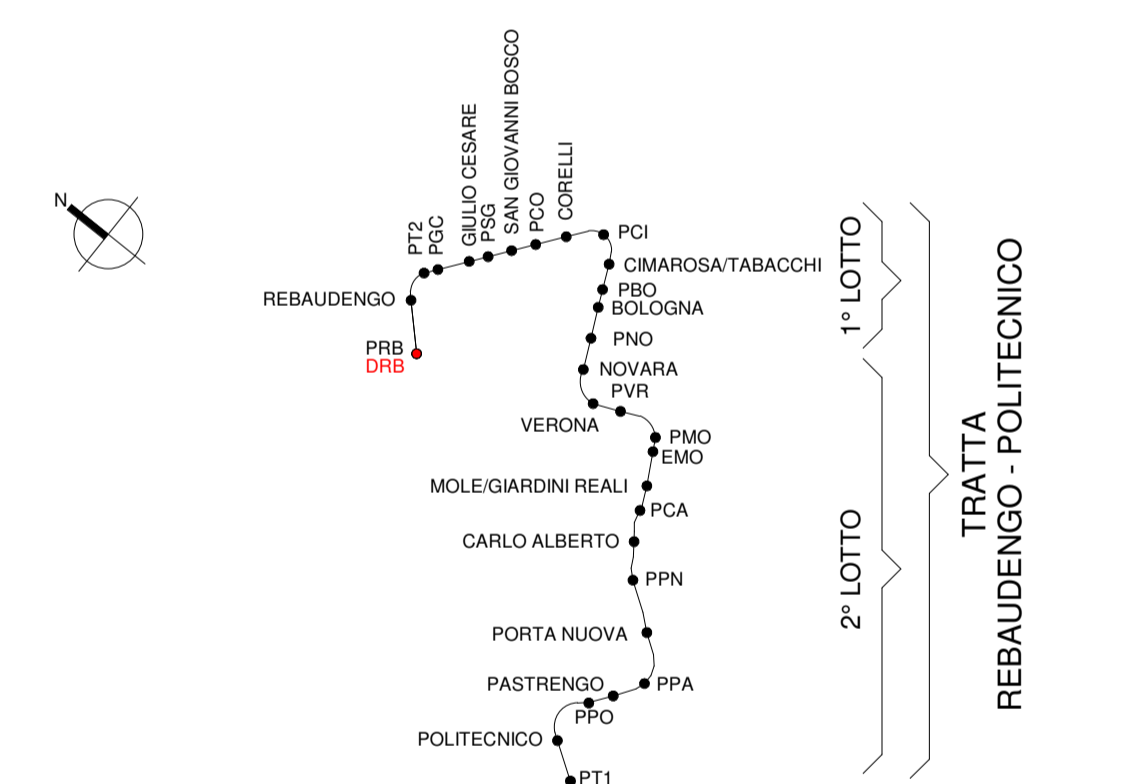 N
PT2
PGC
GIULIO CESARE
PSG
SAN GIOVANNI BOSCO
PCO
CORELLI
PCI
CIMAROSA/TABACCHI
REBAUDENGO
PBO
BOLOGNA
PNO
PRB
DRB
NOVARA
PVR
VERONA
PMO
EMO
MOLE/GIARDINI REALI
PCA
CARLO ALBERTO
PPN
PORTA NUOVA
PASTRENGO
PPA
PPO
POLITECNICO
PT1
1° LOTTO
2° LOTTO
TRATTA
REBAUDENGO - POLITECNICO